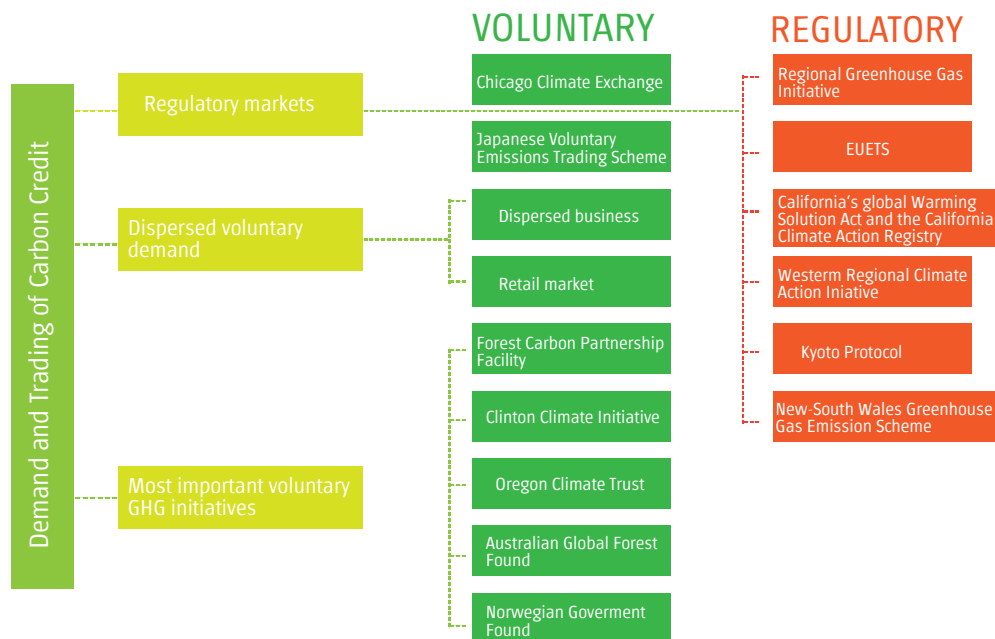 VOLUNTARY
REGULATORY
Demand and Trading of Carbon Credit
Regulatory markets
Dispersed voluntary
demand
Most important voluntary
GHG initiatives
Chicago Climate Exchange
Japanese Voluntary
Emissions Trading Scheme
Dispersed business
Retail market
Forest Carbon Partnership
Facility
Clinton Climate Initiative
Oregon Climate Trust
Australian Global Forest
Found
Norwegian Goverment
Found
Regional Greenhouse Gas
Initiative
EUETS
California's global Warming
Solution Act and the California
Climate Action Registry
Westerm Regional Climate
Action Iniative
Kyoto Protocol
New-South Wales Greenhouse
Gas Emission Scheme